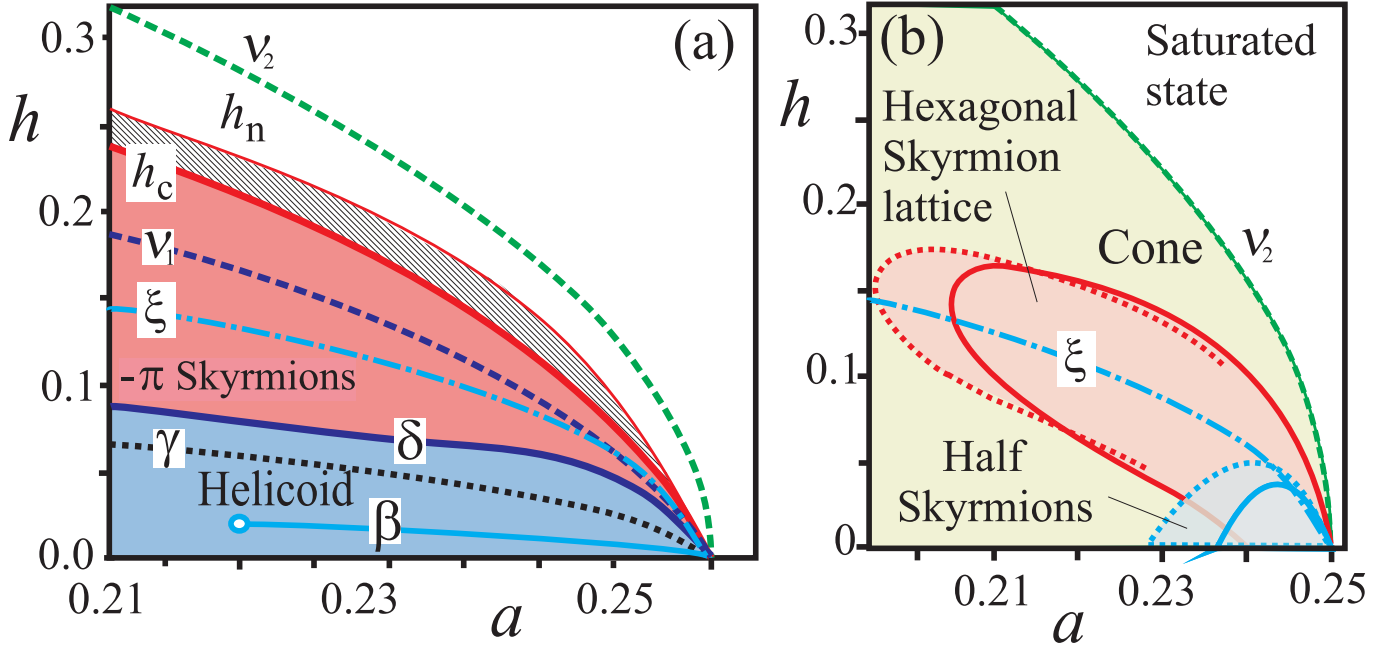 (a)
0.3
0.2
0.1
0.0
h
ν₂
hₙ
h_c
ν₁
ξ
-π Skyrmions
δ
γ
Helicoid
β
0.21
0.23
0.25
a
(b)
0.3
0.2
0.1
0
h
Saturated
state
Hexagonal
Skyrmion
lattice
Cone
ν₂
ξ
Half
Skyrmions
0.21
0.23
0.25
a